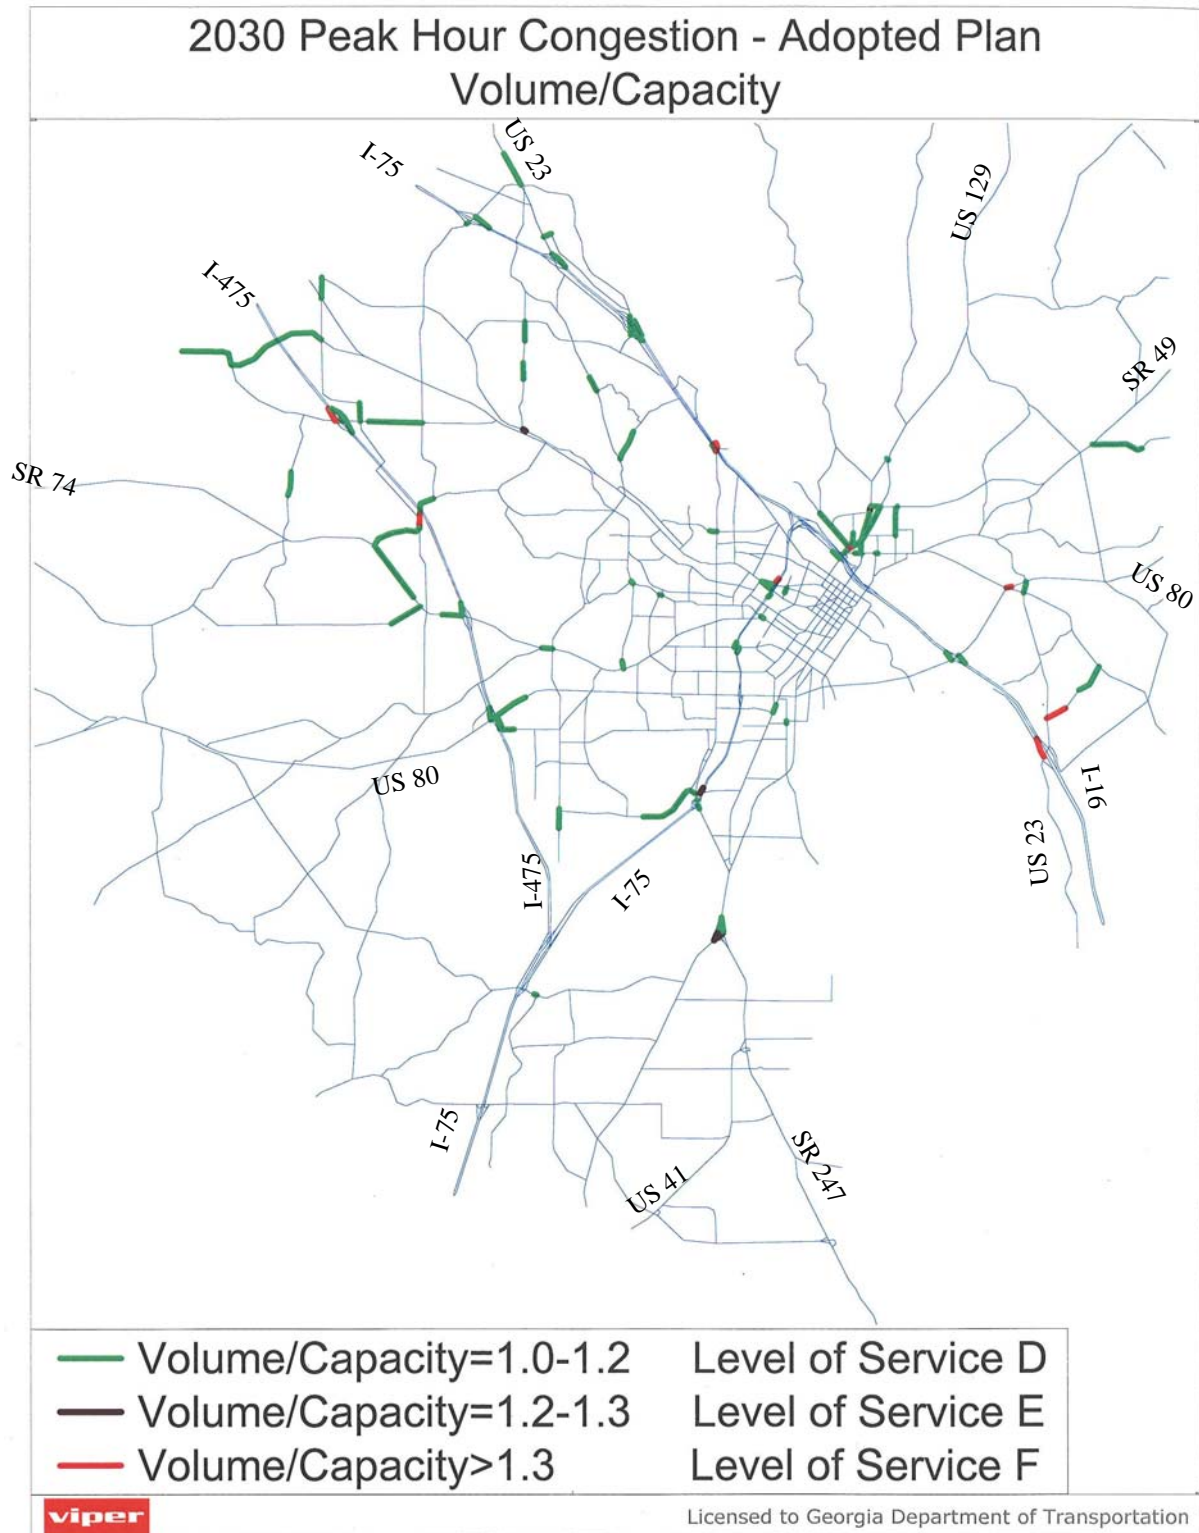 2030 Peak Hour Congestion - Adopted Plan
Volume/Capacity
US 23
I-75
US 129
I-475
SR 49
SR 74
US 80
US 80
I-16
US 23
I-475
I-75
I-75
SR 247
US 41
Volume/Capacity=1.0-1.2 Level of Service D
Volume/Capacity=1.2-1.3 Level of Service E
Volume/Capacity>1.3 Level of Service F
viper
Licensed to Georgia Department of Transportation